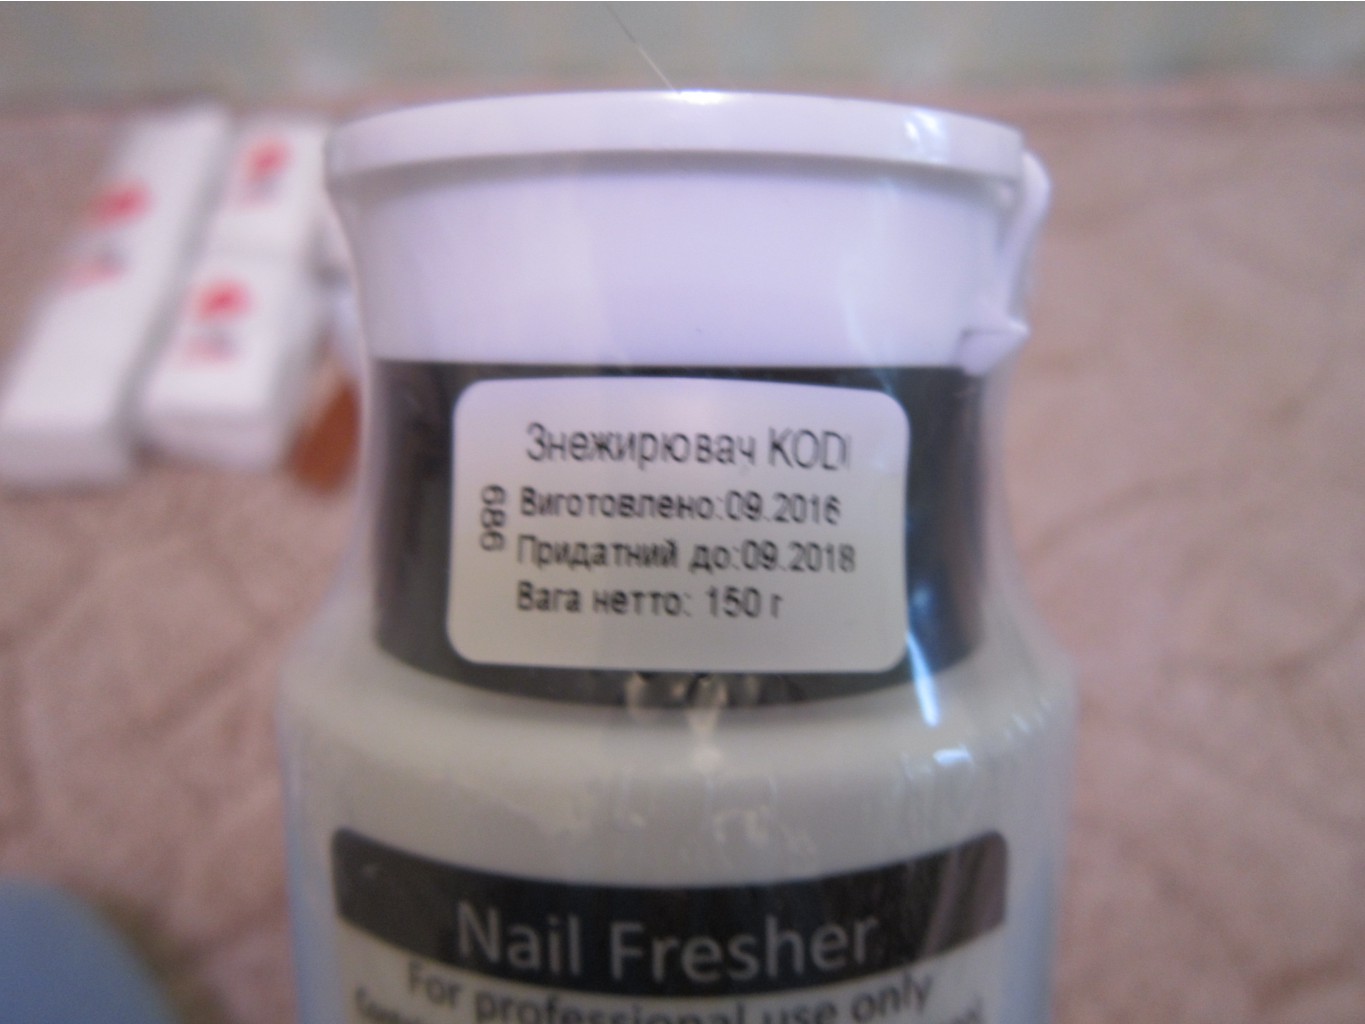 Знежирювач KODI
Виготовлено:09.2016
Придатний до:09.2018
Вага нетто: 150 г
989
Nail Fresher
For professional use only